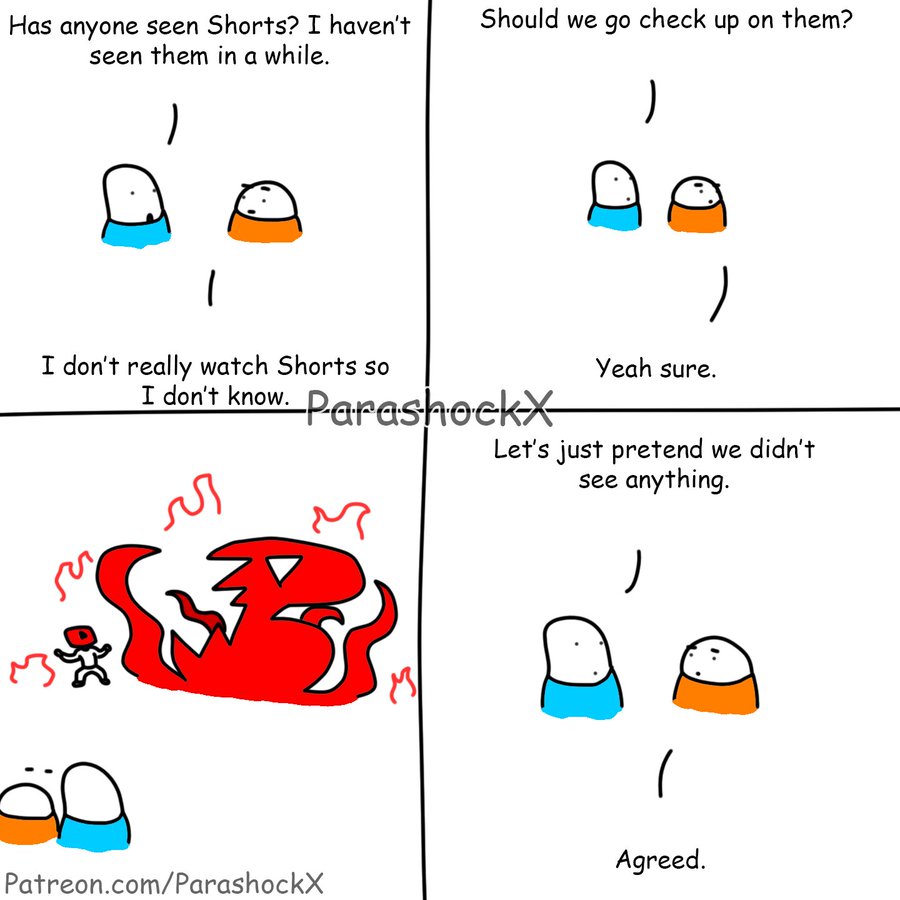 Has anyone seen Shorts? I haven't
seen them in a while.
I don't really watch Shorts so
I don't know.
Should we go check up on them?
Yeah sure.
ParashockX
Let's just pretend we didn't
see anything.
Agreed.
Patreon.com/ParashockX